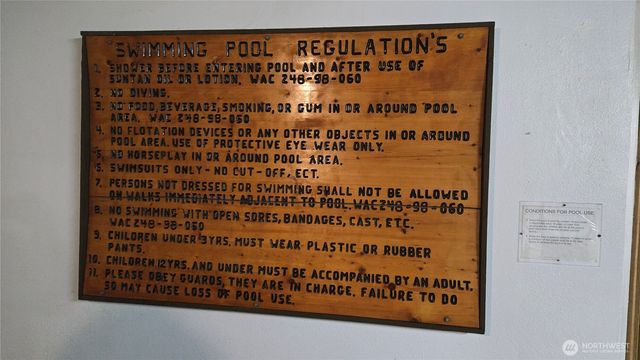 "SWIMMING POOL REGULATION'S
1. SHOWER BEFORE ENTERING POOL AND AFTER USE OF
SUNTAN OIL OR LOTION. WAC 248-98-060
2. NO DIVING.
3. NO FOOD, BEVERAGE, SMOKING, OR GUM IN OR AROUND POOL
AREA. WAC 248-98-050
4. NO FLOTATION DEVICES OR ANY OTHER OBJECTS IN OR AROUND
POOL AREA. USE OF PROTECTIVE EYE WEAR ONLY.
5. NO HORSEPLAY IN OR AROUND POOL AREA.
6. SWIMSUITS ONLY - NO CUT-OFF, ECT.
7. PERSONS NOT DRESSED FOR SWIMMING SHALL NOT BE ALLOWED
ON WALKS IMMEDIATELY ADJACENT TO POOL. WAC 248-98-060
8. NO SWIMMING WITH OPEN SORES, BANDAGES, CAST, ETC.
WAC 248-98-060
9. CHILDREN UNDER 3YRS, MUST WEAR PLASTIC OR RUBBER
PANTS.
10. CHILDREN 12YRS, AND UNDER MUST BE ACCOMPANIED BY AN ADULT.
11. PLEASE OBEY GUARDS, THEY ARE IN CHARGE. FAILURE TO DO
SO MAY CAUSE LOSS OF POOL USE.
CONDITIONS FOR POOL USE
NORTHWEST